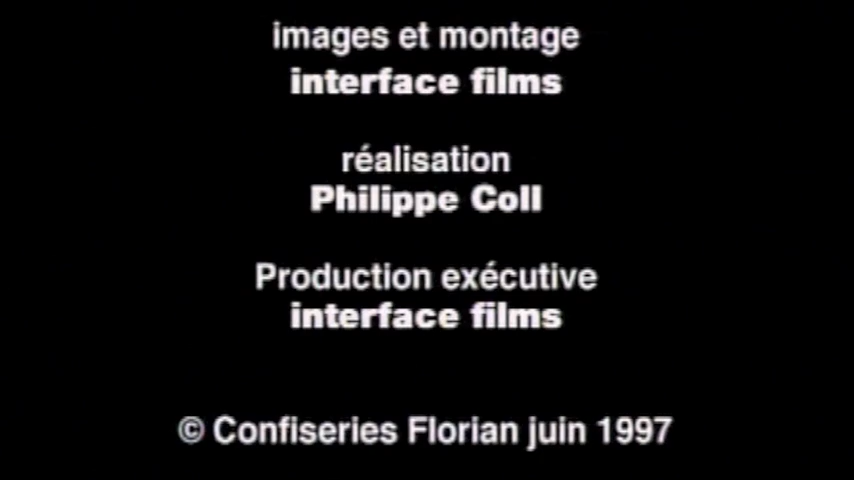 images et montage
interface films
réalisation
Philippe Coll
Production exécutive
interface films
© Confiseries Florian juin 1997